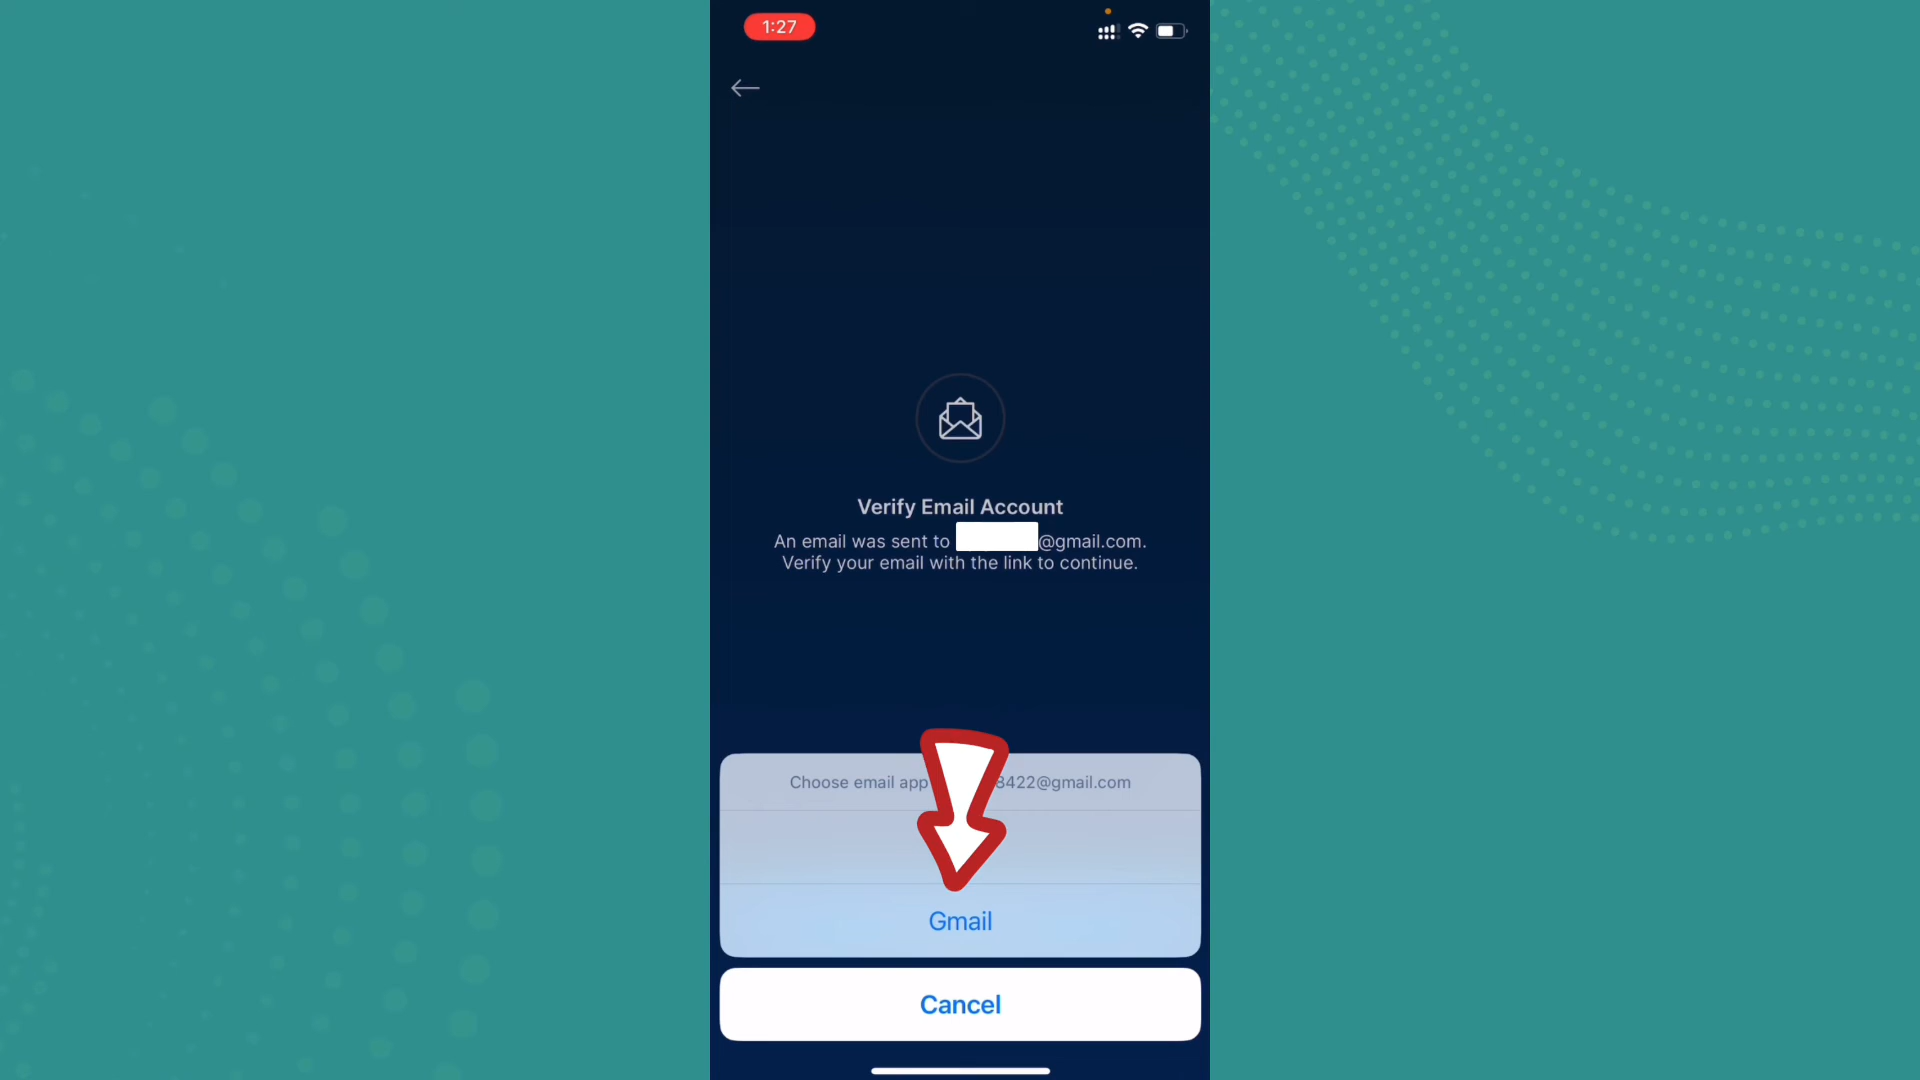 1:27
Verify Email Account
An email was sent to @gmail.com.
Verify your email with the link to continue.
Choose email app 8422@gmail.com
Gmail
Cancel